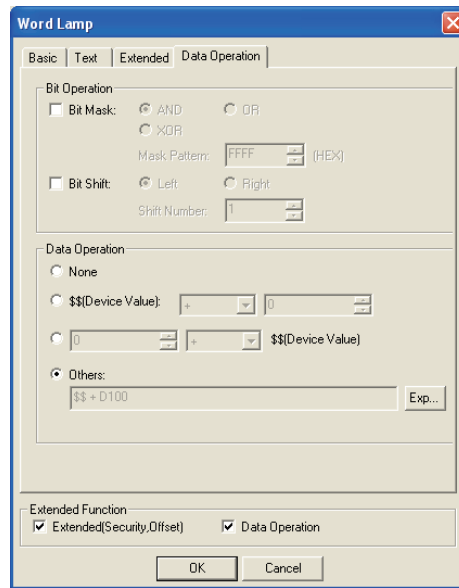 Word Lamp
Basic Text Extended Data Operation
Bit Operation
Bit Mask: AND OR
XOR
Mask Pattern: FFFF (HEX)
Bit Shift: Left Right
Shift Number: 1
Data Operation
None
$$(Device Value): + 0
0 + $$(Device Value)
Others:
$$ + D100 Exp...
Extended Function
Extended(Security,Offset) Data Operation
OK Cancel